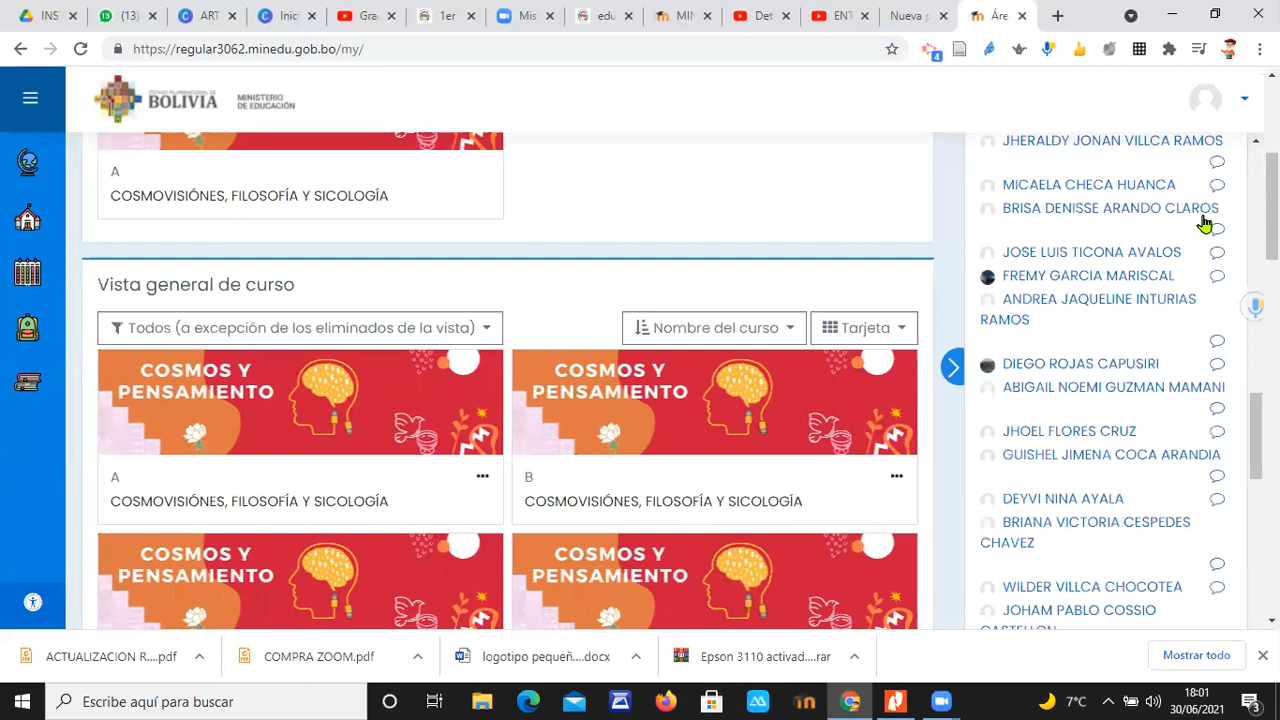 INS
(13)
ART
Inic
Gra
1er
Mis
edu
MIN
Det
ENT
Nueva p
Áre
https://regular3062.minedu.gob.bo/my/
4
ESTADO PLURINACIONAL DE
BOLIVIA
MINISTERIO
DE EDUCACIÓN
A
COSMOVISIÓNES, FILOSOFÍA Y SICOLOGÍA
Vista general de curso
Todos (a excepción de los eliminados de la vista)
Nombre del curso
Tarjeta
COSMOS Y
PENSAMIENTO
A
COSMOVISIÓNES, FILOSOFÍA Y SICOLOGÍA
COSMOS Y
PENSAMIENTO
B
COSMOVISIÓNES, FILOSOFÍA Y SICOLOGÍA
COSMOS Y
PENSAMIENTO
COSMOS Y
PENSAMIENTO
JHERALDY JONAN VILLCA RAMOS
MICAELA CHECA HUANCA
BRISA DENISSE ARANDO CLAROS
JOSE LUIS TICONA AVALOS
FREMY GARCIA MARISCAL
ANDREA JAQUELINE INTURIAS
RAMOS
DIEGO ROJAS CAPUSIRI
ABIGAIL NOEMI GUZMAN MAMANI
JHOEL FLORES CRUZ
GUISHEL JIMENA COCA ARANDIA
DEYVI NINA AYALA
BRIANA VICTORIA CESPEDES
CHAVEZ
WILDER VILLCA CHOCOTEA
JOHAM PABLO COSSIO
CASTELLON
ACTUALIZACION R....pdf
COMPRA ZOOM.pdf
logotipo pequeñ....docx
Epson 3110 activad....rar
Mostrar todo
Escribe aquí para buscar
7°C
18:01
30/06/2021
3